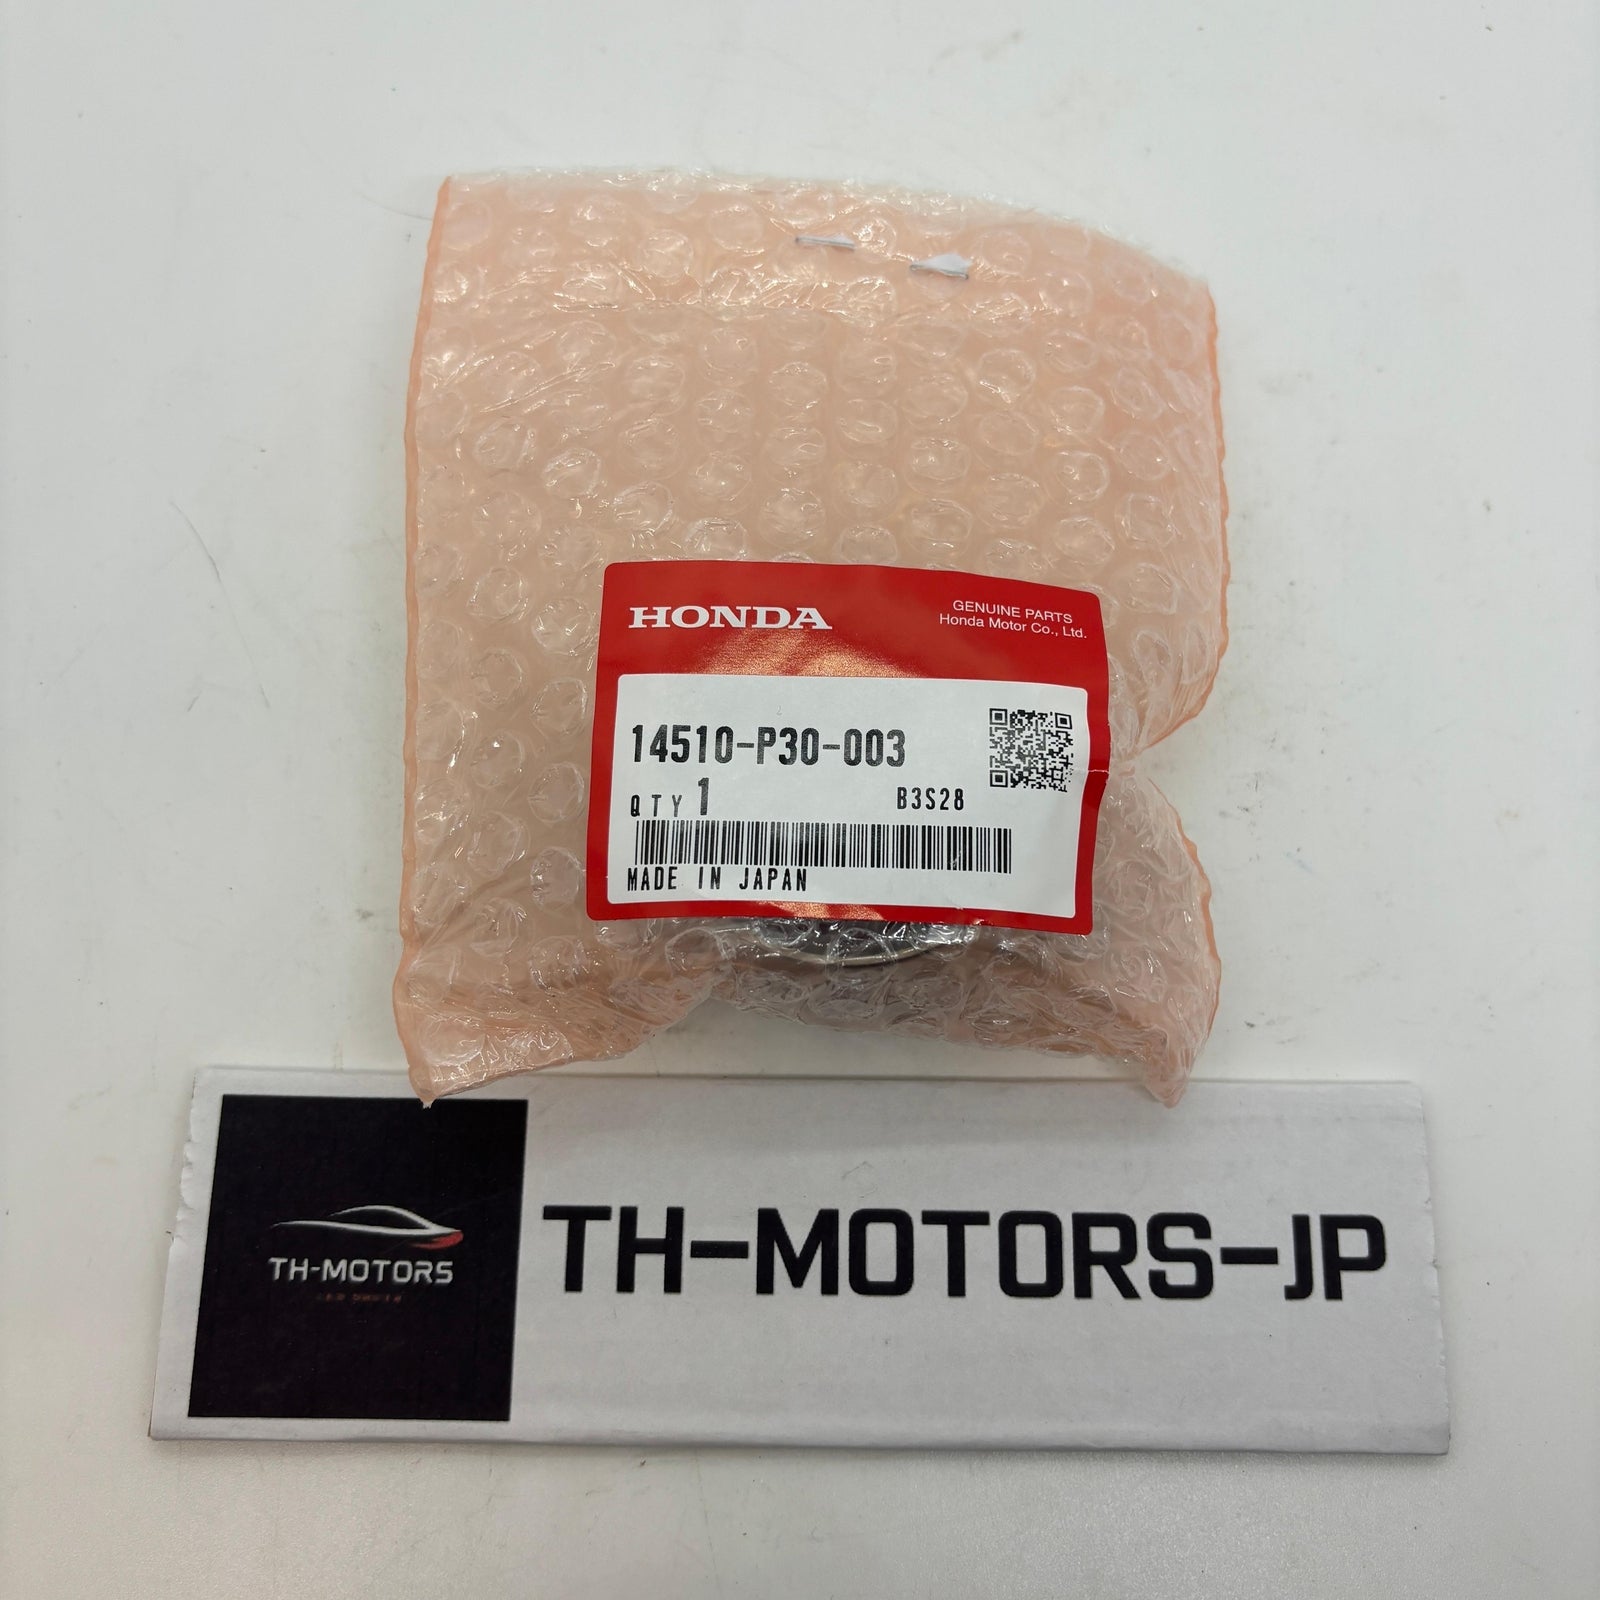 HONDA
GENUINE PARTS
Honda Motor Co., Ltd.
14510-P30-003
QTY 1
B3S28
MADE IN JAPAN
TH-MOTORS
TH-MOTORS-JP